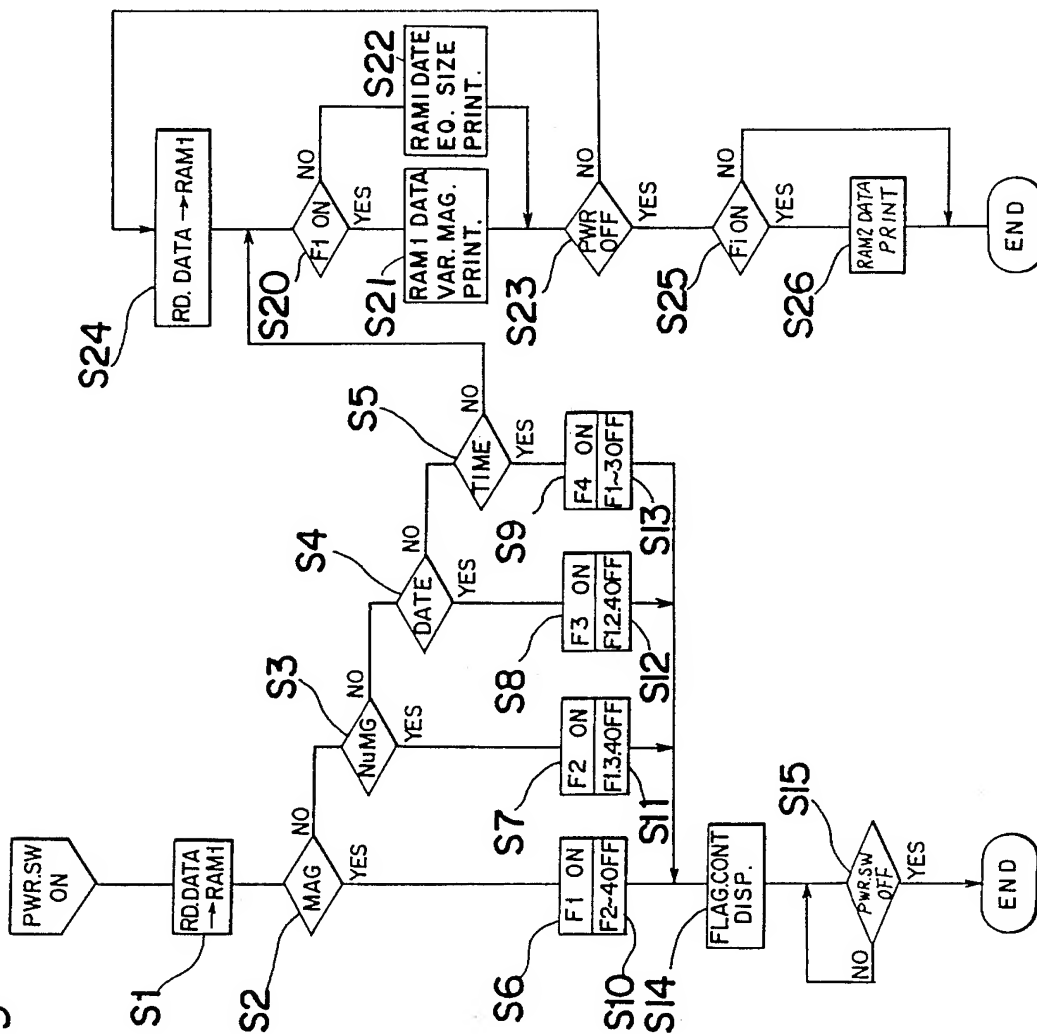 PWR.SW
ON
S1
RD.DATA
→RAM1
S2
MAG
NO
YES
S3
NuMG
NO
YES
S4
DATE
NO
YES
S5
TIME
NO
YES
S6
F1 ON
F2~4OFF
S10
S7
F2 ON
F1.3.4OFF
S11
S8
F3 ON
F1.2.4OFF
S12
S9
F4 ON
F1~3OFF
S13
S14
FLAG.CONT
DISP.
S15
PWR.SW
OFF
NO
YES
END
S24
RD. DATA →RAM1
S20
F1 ON
NO
YES
S21
RAM1 DATA
VAR. MAG.
PRINT.
S22
RAM1 DATE
EQ. SIZE
PRINT.
S23
PWR
OFF
NO
YES
S25
Fi ON
NO
YES
S26
RAM2 DATA
PRINT
END